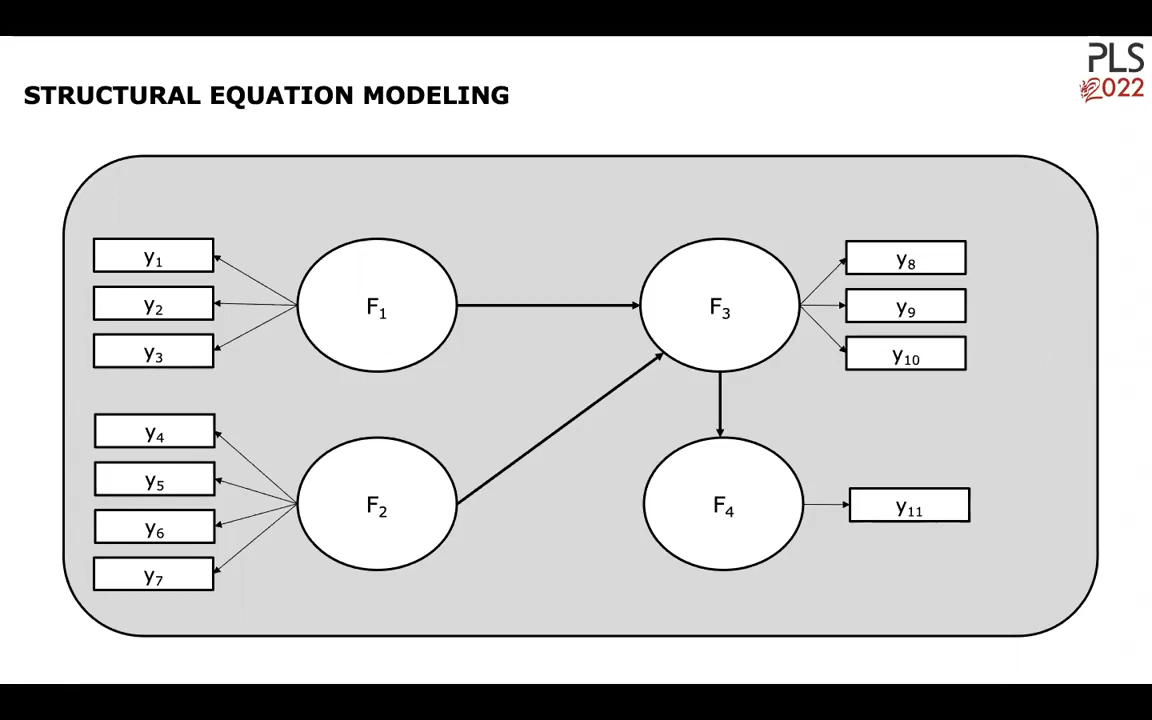 PLS
2022
STRUCTURAL EQUATION MODELING
y₁
y₂
y₃
y₄
y₅
y₆
y₇
F₁
F₂
F₃
F₄
y₈
y₉
y₁₀
y₁₁